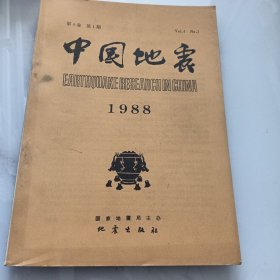 第4卷 第1期 Vol.4 No.1
中国地震
EARTHQUAKE RESEARCH IN CHINA
1988
国家地震局主办
地震出版社